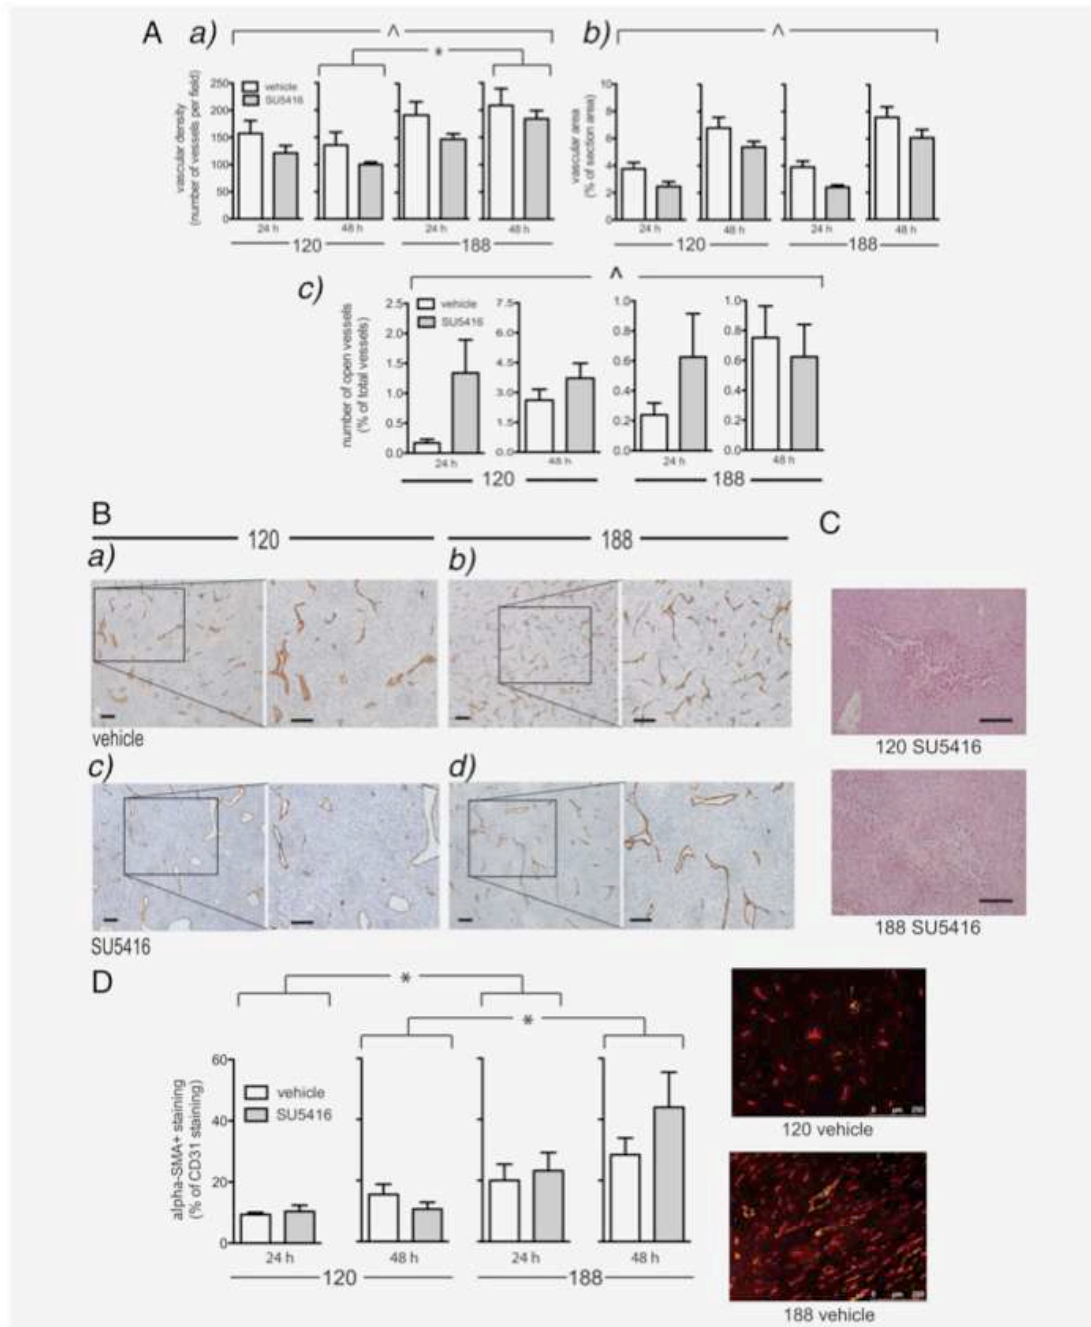 A a) ^ b) ^
*
vascular density
(number of vessels per field)
250
200
150
100
50
0
vehicle
SU5416
24 h 48 h 24 h 48 h
120 188
vascular area
(% of section area)
10
8
6
4
2
0
24 h 48 h 24 h 48 h
120 188
c) ^
number of open vessels
(% of total vessels)
2.5
2.0
1.5
1.0
0.5
0.0
vehicle
SU5416
7.5
6.0
4.5
3.0
1.5
0.0
1.0
0.8
0.6
0.4
0.2
0.0
1.0
0.8
0.6
0.4
0.2
0.0
24 h 48 h 24 h 48 h
120 188
B
120 188
C
a) b)
vehicle
c) d)
SU5416
120 SU5416
188 SU5416
D
*
*
alpha-SMA+ staining
(% of CD31 staining)
60
40
20
0
vehicle
SU5416
24 h 48 h 24 h 48 h
120 188
0 µm 250
120 vehicle
0 µm 250
188 vehicle